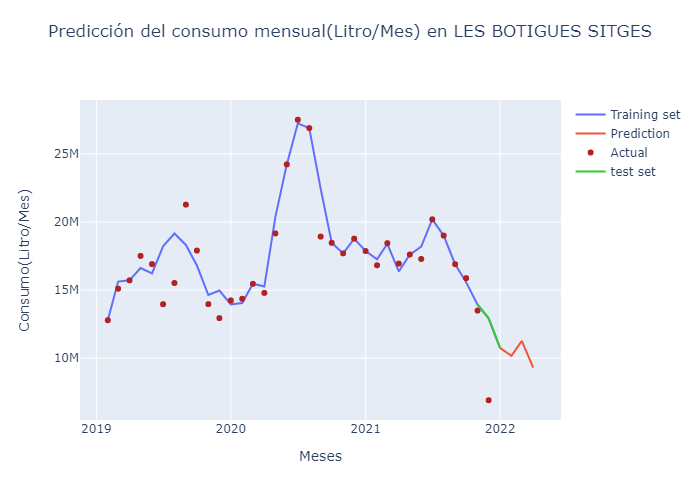 Predicción del consumo mensual(Litro/Mes) en LES BOTIGUES SITGES
Training set
Prediction
Actual
test set
25M
20M
15M
10M
Consumo(Litro/Mes)
2019
2020
2021
2022
Meses